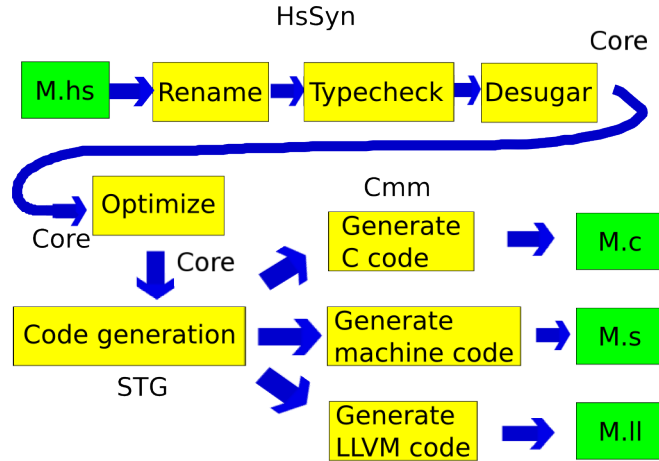 HsSyn
Core
M.hs
Rename
Typecheck
Desugar
Optimize
Core
Core
Cmm
Generate
C code
M.c
Code generation
STG
Generate
machine code
M.s
Generate
LLVM code
M.ll